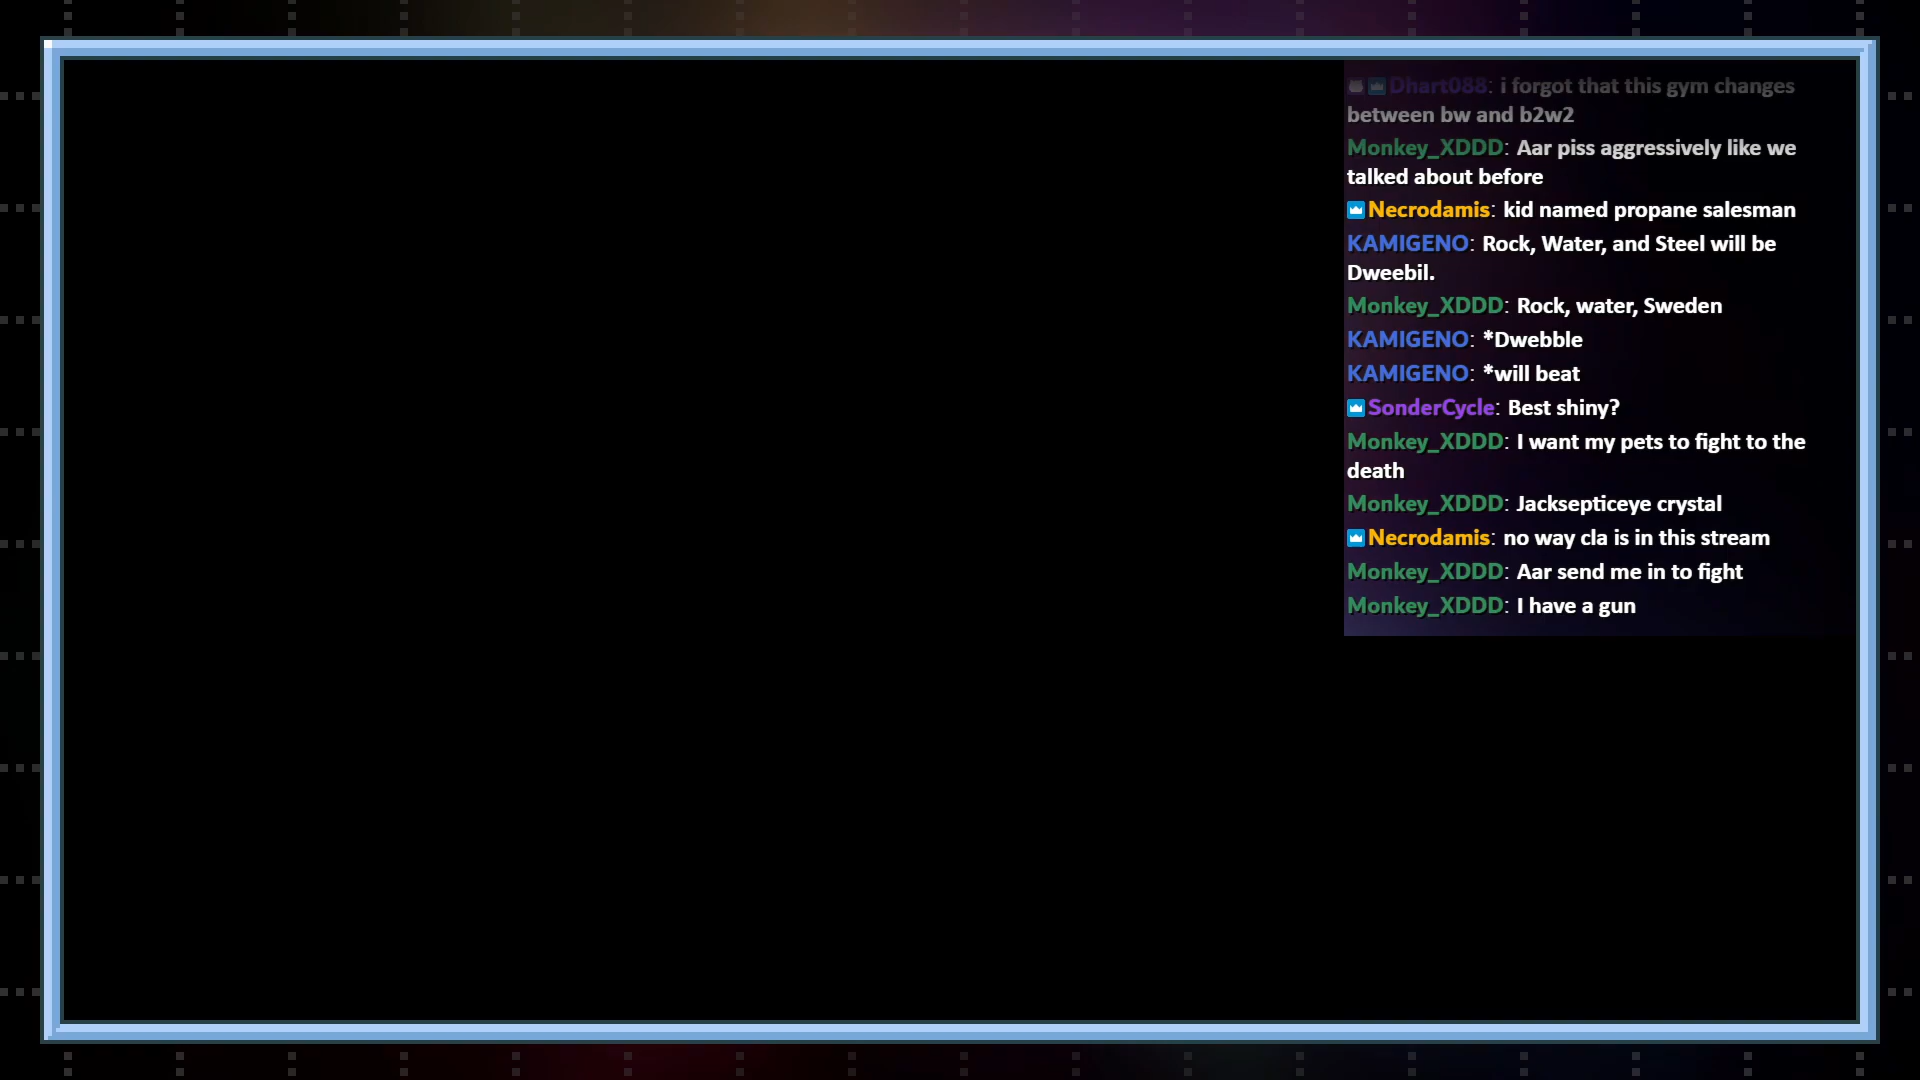 Dhart088: i forgot that this gym changes
between bw and b2w2
Monkey_XDDD: Aar piss aggressively like we
talked about before
Necrodamis: kid named propane salesman
KAMIGENO: Rock, Water, and Steel will be
Dweebil.
Monkey_XDDD: Rock, water, Sweden
KAMIGENO: *Dwebble
KAMIGENO: *will beat
SonderCycle: Best shiny?
Monkey_XDDD: I want my pets to fight to the
death
Monkey_XDDD: Jacksepticeye crystal
Necrodamis: no way cla is in this stream
Monkey_XDDD: Aar send me in to fight
Monkey_XDDD: I have a gun